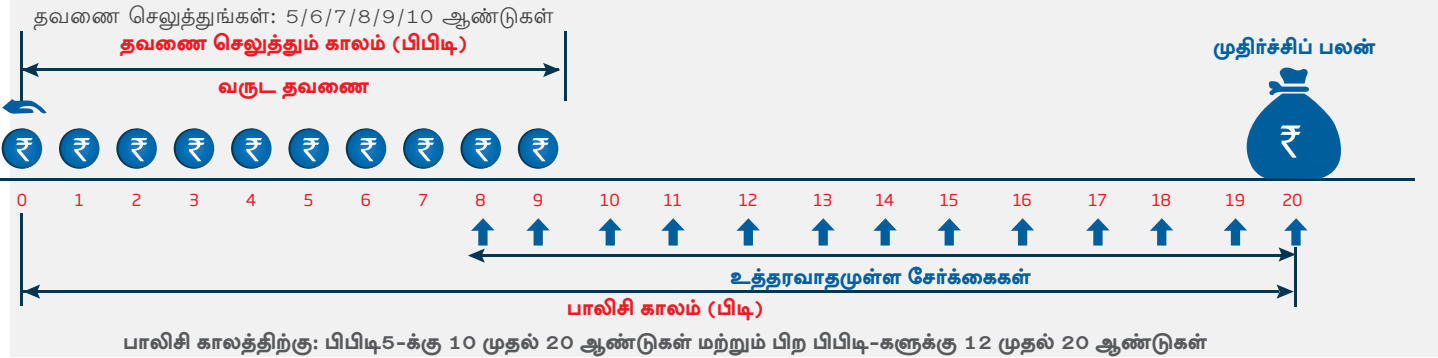 தவணை செலுத்துங்கள்: 5/6/7/8/9/10 ஆண்டுகள்
தவணை செலுத்தும் காலம் (பிபிடி)
முதிர்ச்சிப் பலன்
வருட தவணை
₹ ₹ ₹ ₹ ₹ ₹ ₹ ₹ ₹ ₹ ₹
0 1 2 3 4 5 6 7 8 9 10 11 12 13 14 15 16 17 18 19 20
உத்தரவாதமுள்ள சேர்க்கைகள்
பாலிசி காலம் (பிடி)
பாலிசி காலத்திற்கு: பிபிடி5-க்கு 10 முதல் 20 ஆண்டுகள் மற்றும் பிற பிபிடி-களுக்கு 12 முதல் 20 ஆண்டுகள்